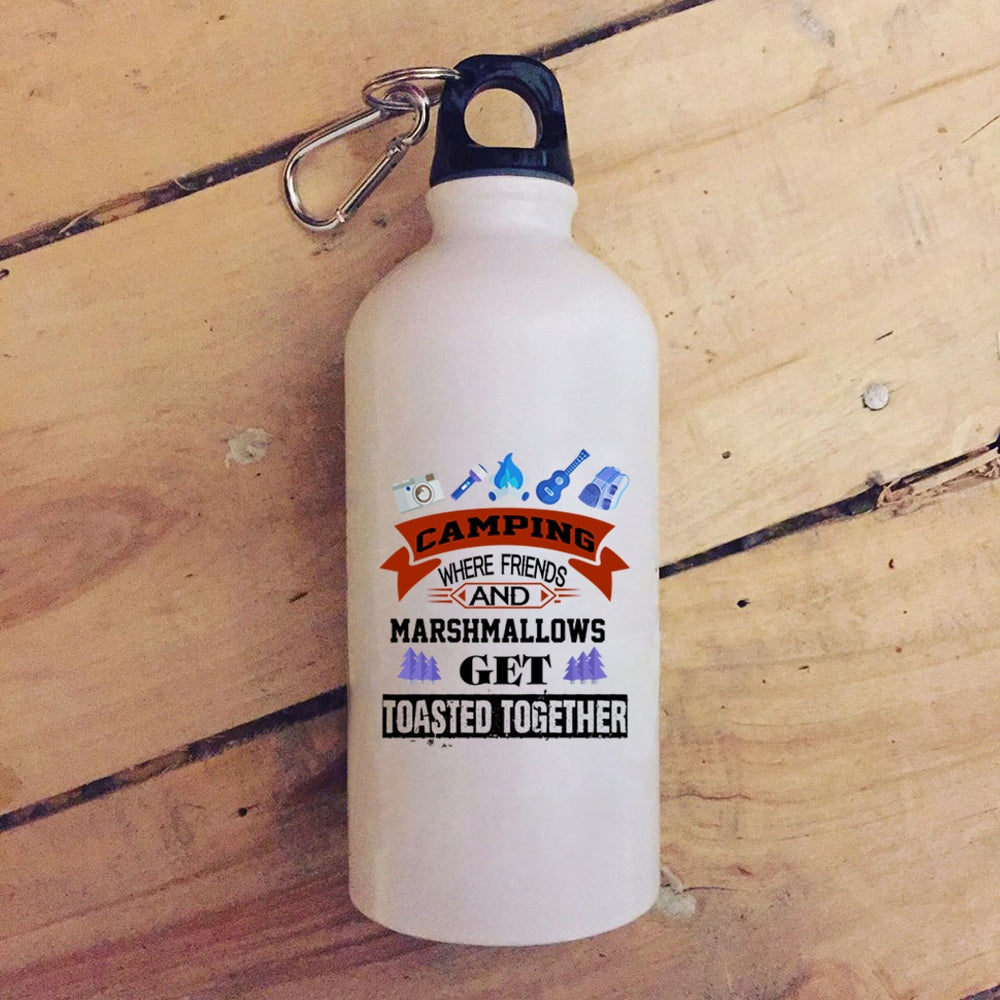 CAMPING
WHERE FRIENDS
AND
MARSHMALLOWS
GET
TOASTED TOGETHER